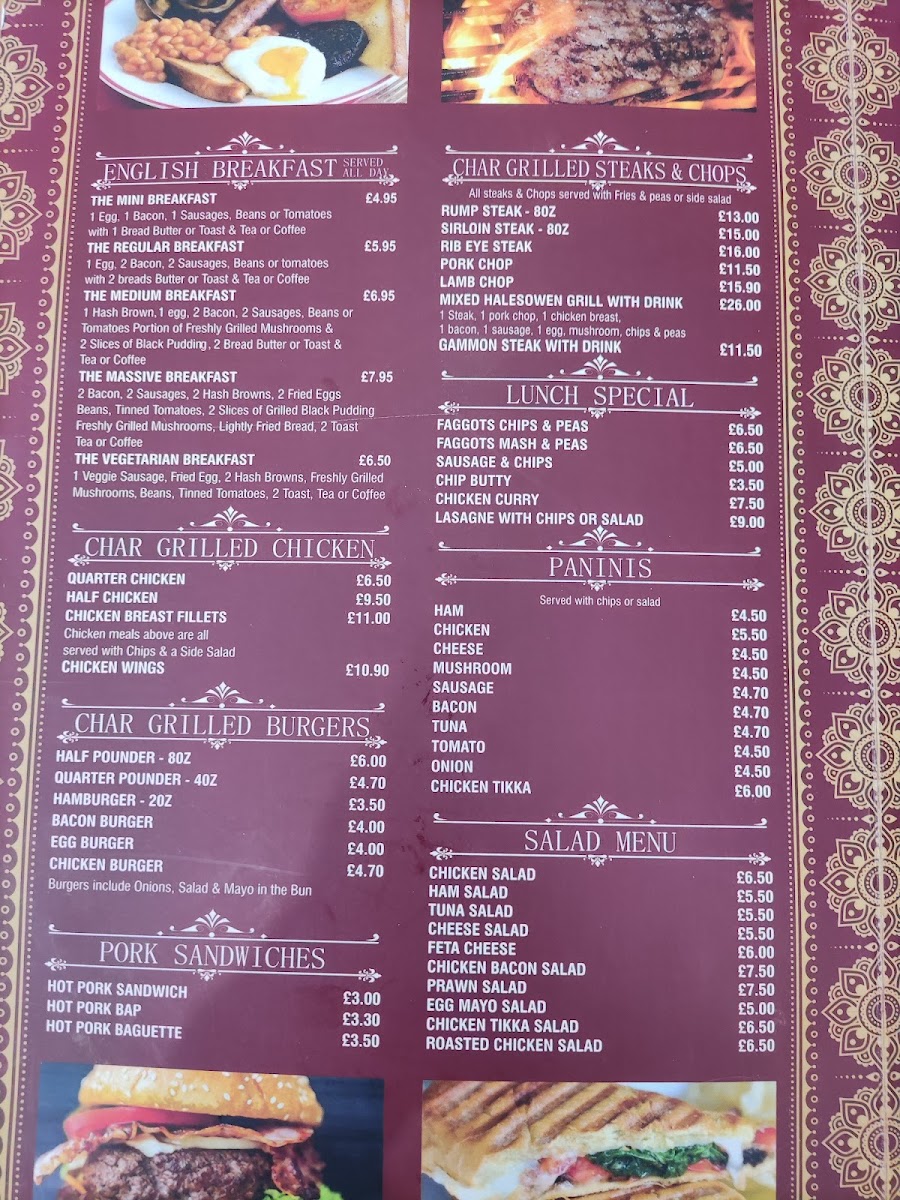 ENGLISH BREAKFAST SERVED ALL DAY
THE MINI BREAKFAST £4.95
1 Egg, 1 Bacon, 1 Sausages, Beans or Tomatoes
with 1 Bread Butter or Toast & Tea or Coffee
THE REGULAR BREAKFAST £5.95
1 Egg, 2 Bacon, 2 Sausages, Beans or tomatoes
with 2 breads Butter or Toast & Tea or Coffee
THE MEDIUM BREAKFAST £6.95
1 Hash Brown, 1 egg, 2 Bacon, 2 Sausages, Beans or
Tomatoes Portion of Freshly Grilled Mushrooms &
2 Slices of Black Pudding, 2 Bread Butter or Toast &
Tea or Coffee
THE MASSIVE BREAKFAST £7.95
2 Bacon, 2 Sausages, 2 Hash Browns, 2 Fried Eggs
Beans, Tinned Tomatoes, 2 Slices of Grilled Black Pudding
Freshly Grilled Mushrooms, Lightly Fried Bread, 2 Toast
Tea or Coffee
THE VEGETARIAN BREAKFAST £6.50
1 Veggie Sausage, Fried Egg, 2 Hash Browns, Freshly Grilled
Mushrooms, Beans, Tinned Tomatoes, 2 Toast, Tea or Coffee
CHAR GRILLED CHICKEN
QUARTER CHICKEN £6.50
HALF CHICKEN £9.50
CHICKEN BREAST FILLETS £11.00
Chicken meals above are all
served with Chips & a Side Salad
CHICKEN WINGS £10.90
CHAR GRILLED BURGERS
HALF POUNDER - 8OZ £6.00
QUARTER POUNDER - 4OZ £4.70
HAMBURGER - 2OZ £3.50
BACON BURGER £4.00
EGG BURGER £4.00
CHICKEN BURGER £4.70
Burgers include Onions, Salad & Mayo in the Bun
PORK SANDWICHES
HOT PORK SANDWICH £3.00
HOT PORK BAP £3.30
HOT PORK BAGUETTE £3.50
CHAR GRILLED STEAKS & CHOPS
All steaks & Chops served with Fries & peas or side salad
RUMP STEAK - 8OZ £13.00
SIRLOIN STEAK - 8OZ £15.00
RIB EYE STEAK £16.00
PORK CHOP £11.50
LAMB CHOP £15.90
MIXED HALESOWEN GRILL WITH DRINK £26.00
1 Steak, 1 pork chop, 1 chicken breast,
1 bacon, 1 sausage, 1 egg, mushroom, chips & peas
GAMMON STEAK WITH DRINK £11.50
LUNCH SPECIAL
FAGGOTS CHIPS & PEAS £6.50
FAGGOTS MASH & PEAS £6.50
SAUSAGE & CHIPS £5.00
CHIP BUTTY £3.50
CHICKEN CURRY £7.50
LASAGNE WITH CHIPS OR SALAD £9.00
PANINIS
Served with chips or salad
HAM £4.50
CHICKEN £5.50
CHEESE £4.50
MUSHROOM £4.50
SAUSAGE £4.70
BACON £4.70
TUNA £4.70
TOMATO £4.50
ONION £4.50
CHICKEN TIKKA £6.00
SALAD MENU
CHICKEN SALAD £6.50
HAM SALAD £5.50
TUNA SALAD £5.50
CHEESE SALAD £5.50
FETA CHEESE £6.00
CHICKEN BACON SALAD £7.50
PRAWN SALAD £7.50
EGG MAYO SALAD £5.00
CHICKEN TIKKA SALAD £6.50
ROASTED CHICKEN SALAD £6.50